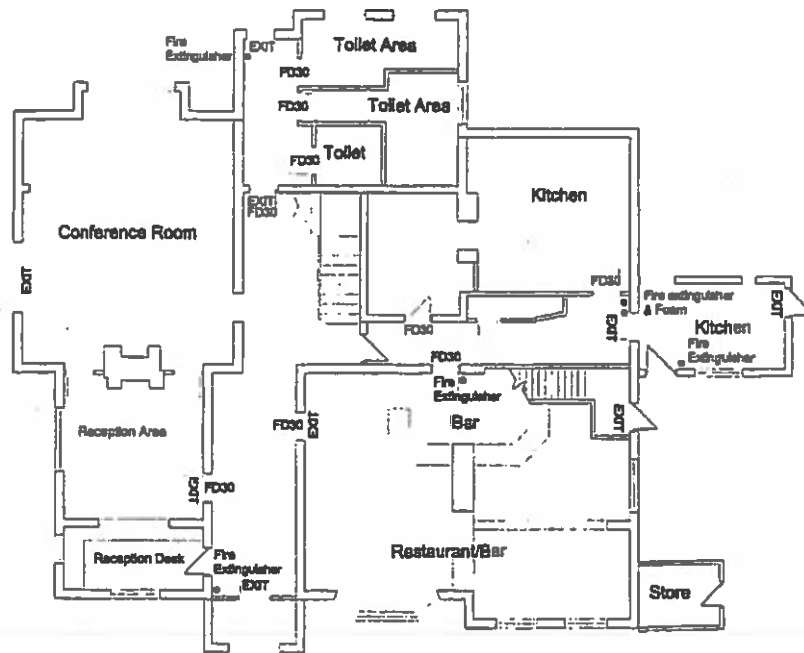 Fire
Extinguisher
EXIT
Toilet Area
FD30
FD30
Toilet Area
FD30
Toilet
EXIT
FD30
Kitchen
Conference Room
EXIT
FD30
Fire extinguisher
& Foam
EXIT
EXIT
Kitchen
Fire
Extinguisher
FD30
FD30
Fire
Extinguisher
Bar
FD30
EXIT
EXIT
Reception Area
EXIT
FD30
Restaurant/Bar
Reception Desk
Fire
Extinguisher
EXIT
Store